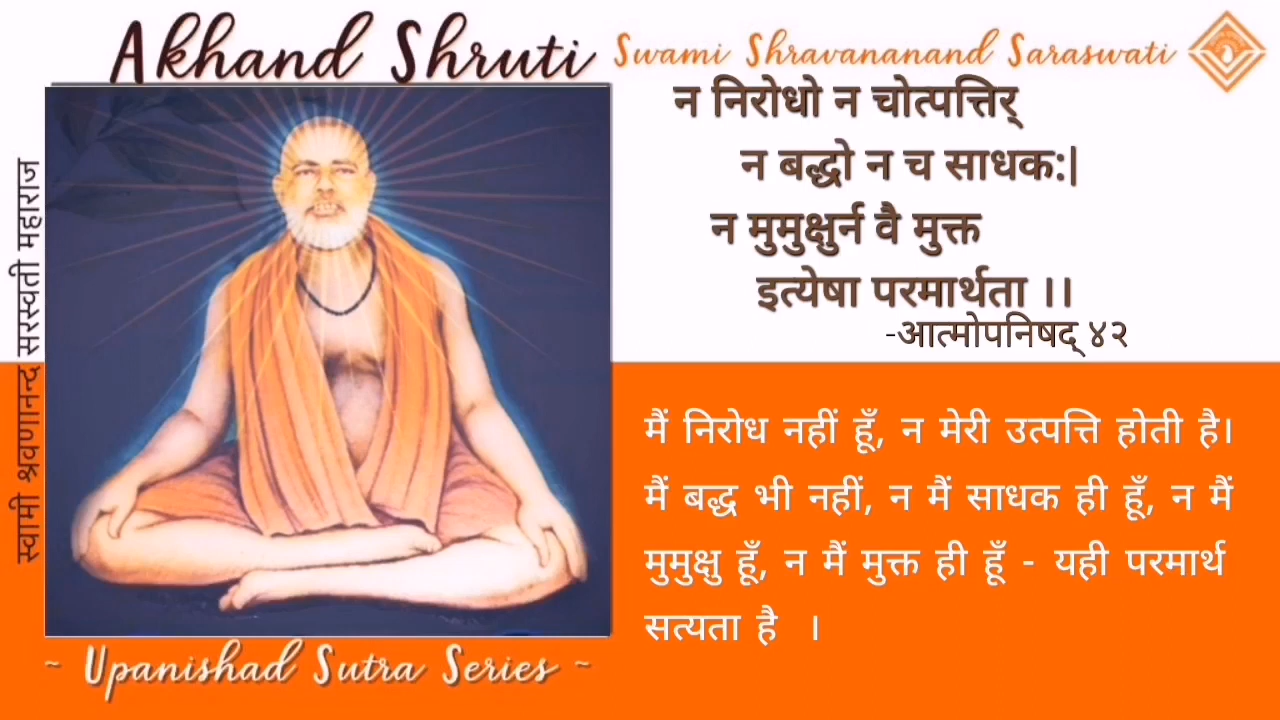 Akhand Shruti
Swami Shravananand Saraswati
स्वामी श्रवणानन्द सरस्वती महाराज
न निरोधो न चोत्पत्तिर्
न बद्धो न च साधक:|
न मुमुक्षुर्न वै मुक्त
इत्येषा परमार्थता ।।
-आत्मोपनिषद् ४२
मैं निरोध नहीं हूँ, न मेरी उत्पत्ति होती है।
मैं बद्ध भी नहीं, न मैं साधक ही हूँ, न मैं
मुमुक्षु हूँ, न मैं मुक्त ही हूँ - यही परमार्थ
सत्यता है ।
~ Upanishad Sutra Series ~